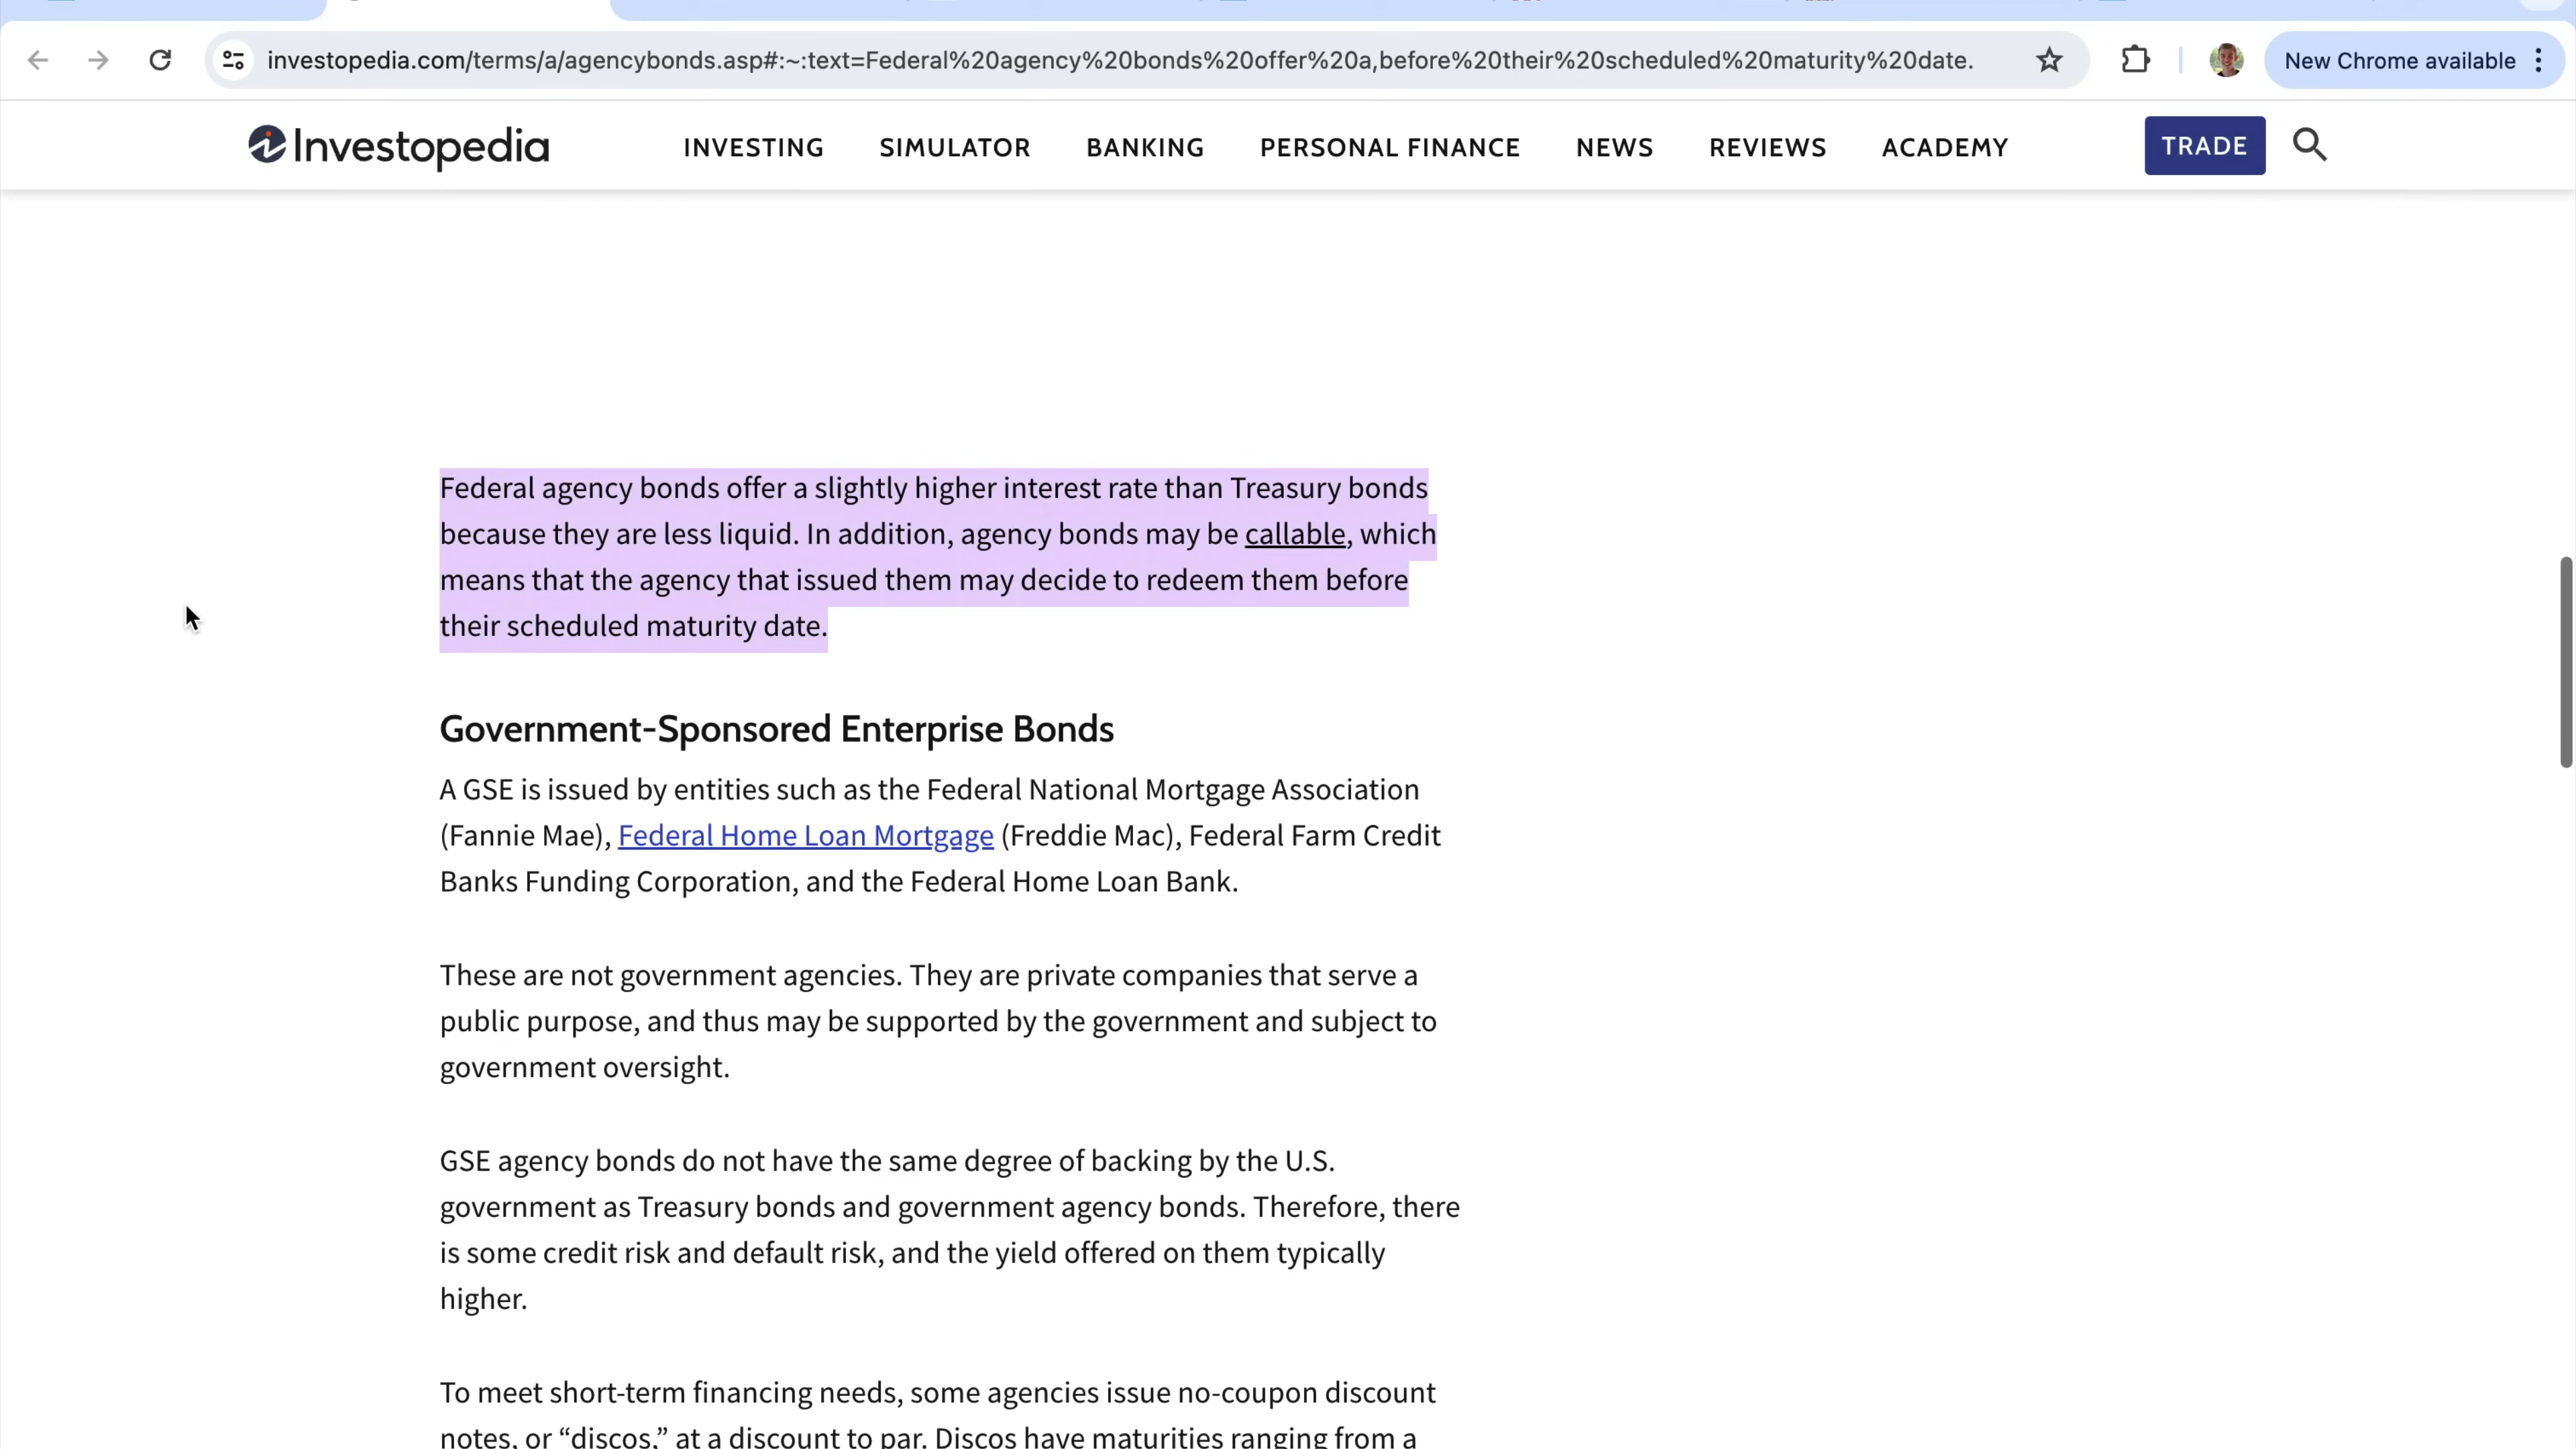 investopedia.com/terms/a/agencybonds.asp#:~:text=Federal%20agency%20bonds%20offer%20a,before%20their%20scheduled%20maturity%20date.
New Chrome available
Investopedia
INVESTING
SIMULATOR
BANKING
PERSONAL FINANCE
NEWS
REVIEWS
ACADEMY
TRADE
Federal agency bonds offer a slightly higher interest rate than Treasury bonds
because they are less liquid. In addition, agency bonds may be callable, which
means that the agency that issued them may decide to redeem them before
their scheduled maturity date.
Government-Sponsored Enterprise Bonds
A GSE is issued by entities such as the Federal National Mortgage Association
(Fannie Mae), Federal Home Loan Mortgage (Freddie Mac), Federal Farm Credit
Banks Funding Corporation, and the Federal Home Loan Bank.
These are not government agencies. They are private companies that serve a
public purpose, and thus may be supported by the government and subject to
government oversight.
GSE agency bonds do not have the same degree of backing by the U.S.
government as Treasury bonds and government agency bonds. Therefore, there
is some credit risk and default risk, and the yield offered on them typically
higher.
To meet short-term financing needs, some agencies issue no-coupon discount
notes, or “discos,” at a discount to par. Discos have maturities ranging from a